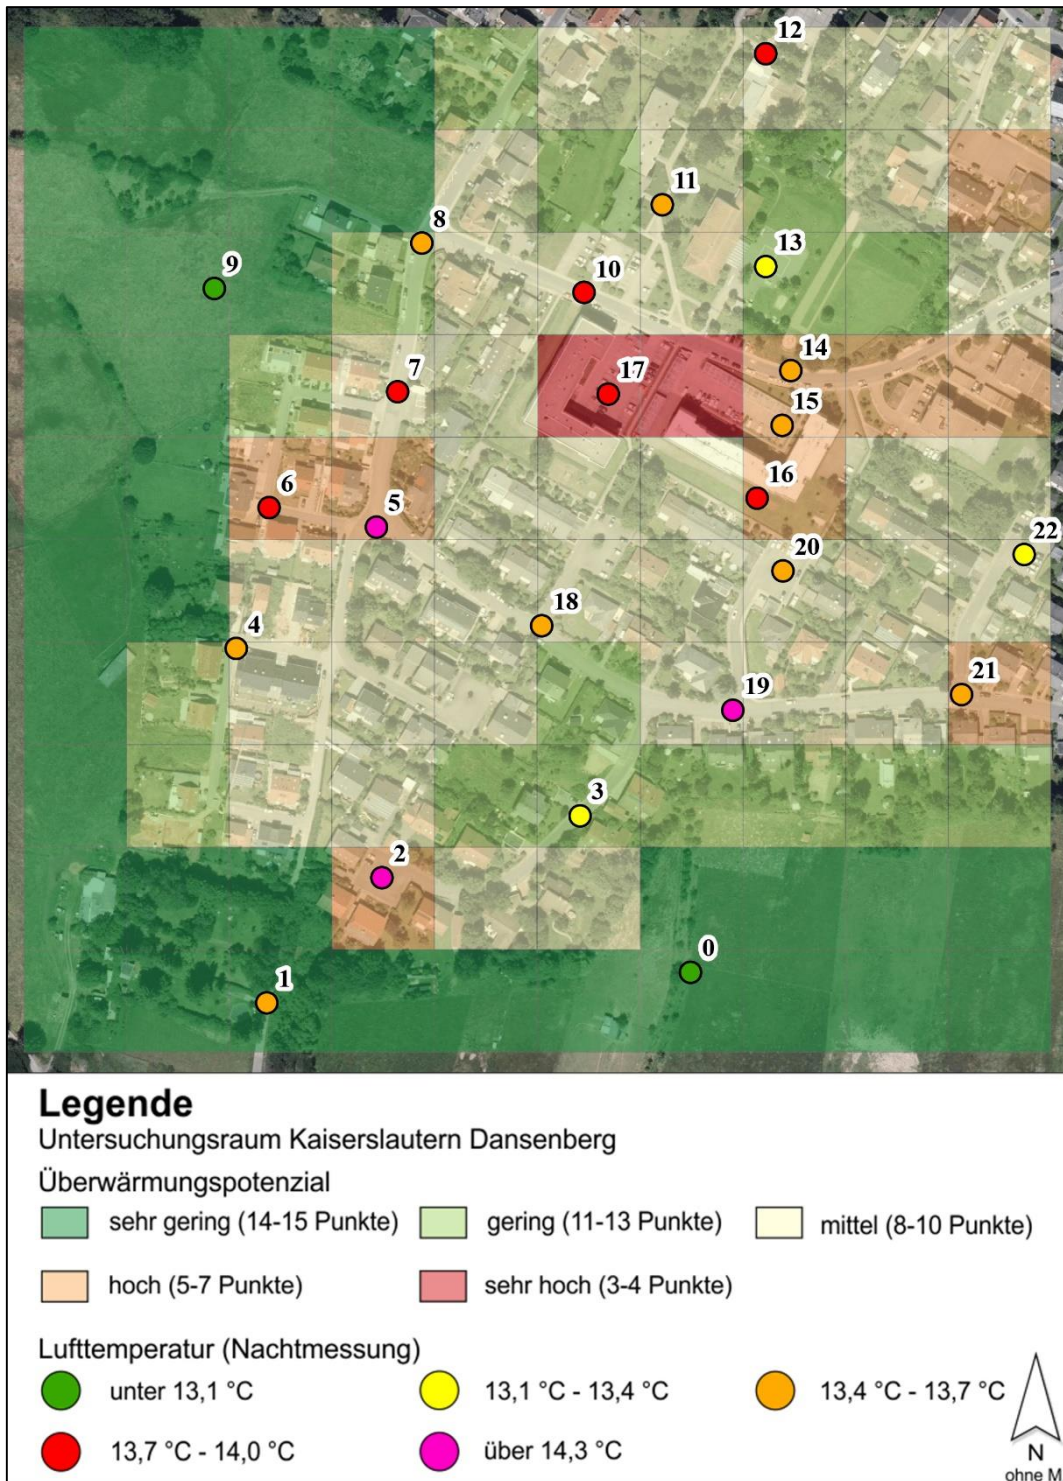 12
11
8
13
9
10
14
7
17
15
6
16
5
22
20
18
4
21
19
3
2
0
1
Legende
Untersuchungsraum Kaiserslautern Dansenberg
Überwärmungspotenzial
sehr gering (14-15 Punkte) gering (11-13 Punkte) mittel (8-10 Punkte)
hoch (5-7 Punkte) sehr hoch (3-4 Punkte)
Lufttemperatur (Nachtmessung)
unter 13,1 °C 13,1 °C - 13,4 °C 13,4 °C - 13,7 °C
13,7 °C - 14,0 °C über 14,3 °C
N
ohne M